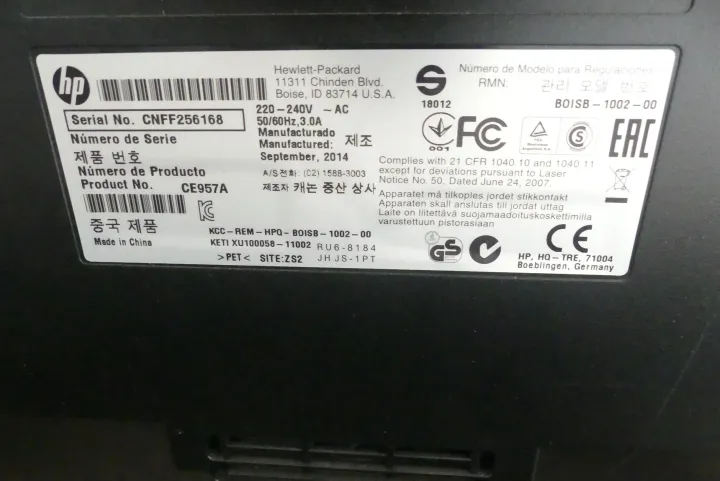 hp
Hewlett-Packard
11311 Chinden Blvd.
Boise, ID 83714 U.S.A.
Serial No. CNFF256168
Número de Serie
제품 번호
Número de Producto
Product No. CE957A
중국 제품
Made in China
220-240V ~ AC
50/60Hz, 3.0A
Manufacturado
Manufactured: 제조
September, 2014
A/S전화: (C2) 1588-3003
제조자 캐논 중산 상사
KCC-REM-HPQ-BOISB-1002-00
KETI XU100058-11002 RU6-8184
>PET< SITE:ZS2 JHJS-1PT
S
18012
Número de Modelo para Regulaciones
RMN: 관리 모델 번호
BOISB-1002-00
001
FC
EAC
Complies with 21 CFR 1040.10 and 1040.11
except for deviations pursuant to Laser
Notice No. 50, Dated June 24, 2007.
Apparatet må tilkoples jordet stikkontakt
Apparaten skall anslutas till jordat uttag
Laite on liitettävä suojamaadoituskoskettimilla
varustettuun pistorasiaan
GS
CE
HP, HQ-TRE, 71004
Boeblingen, Germany